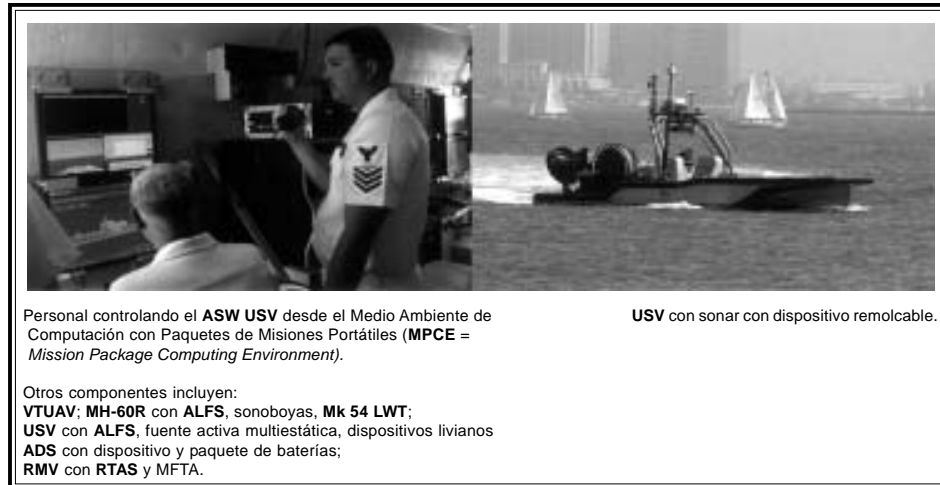 Personal controlando el ASW USV desde el Medio Ambiente de
Computación con Paquetes de Misiones Portátiles (MPCE =
Mission Package Computing Environment).
USV con sonar con dispositivo remolcable.
Otros componentes incluyen:
VTUAV; MH-60R con ALFS, sonoboyas, Mk 54 LWT;
USV con ALFS, fuente activa multiestática, dispositivos livianos
ADS con dispositivo y paquete de baterías;
RMV con RTAS y MFTA.